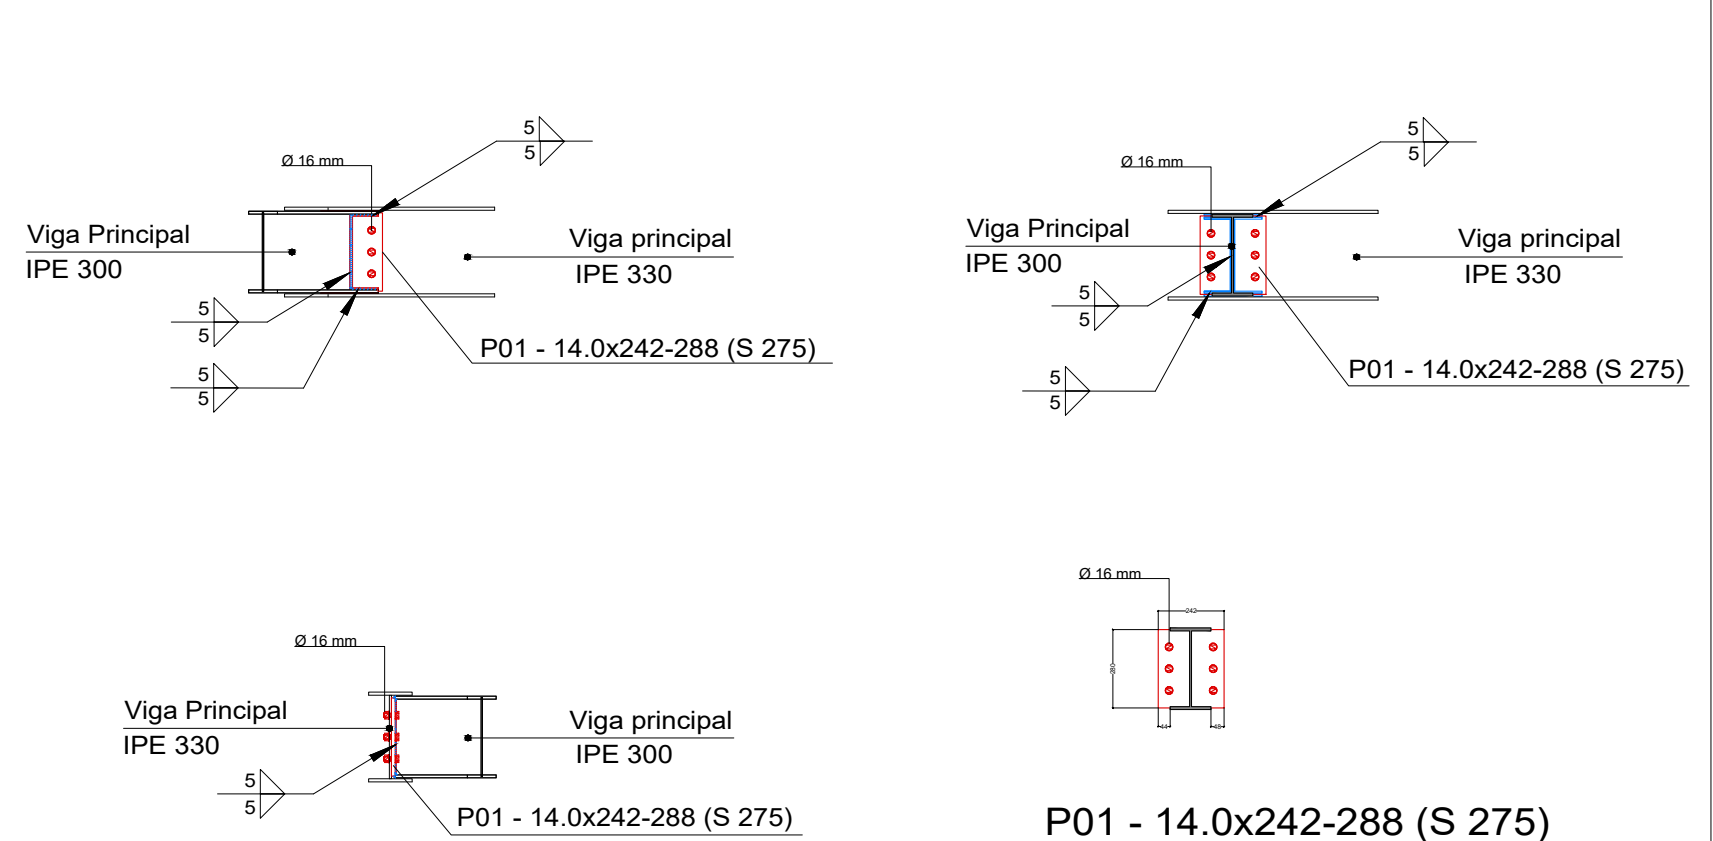 5
5
Ø 16 mm
Viga Principal
IPE 300
Viga principal
IPE 330
5
5
P01 - 14.0x242-288 (S 275)
5
5
5
5
Ø 16 mm
Viga Principal
IPE 300
Viga principal
IPE 330
5
5
P01 - 14.0x242-288 (S 275)
5
5
Ø 16 mm
Viga Principal
IPE 330
Viga principal
IPE 300
5
5
P01 - 14.0x242-288 (S 275)
Ø 16 mm
242
280
44
48
P01 - 14.0x242-288 (S 275)